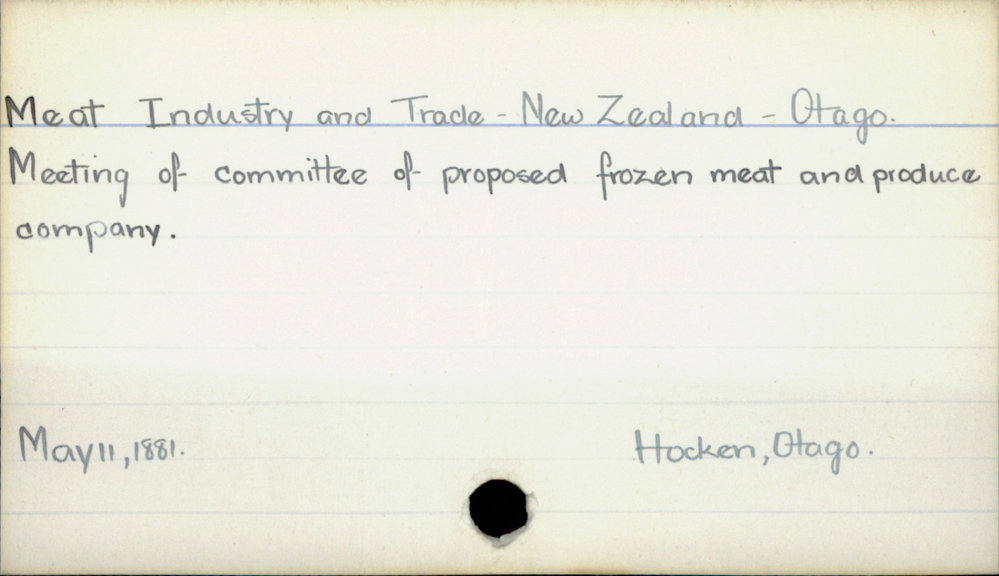 Meat Industry and Trade - New Zealand - Otago.
Meeting of committee of proposed frozen meat and produce
company.
May 11, 1881. Hocken, Otago.